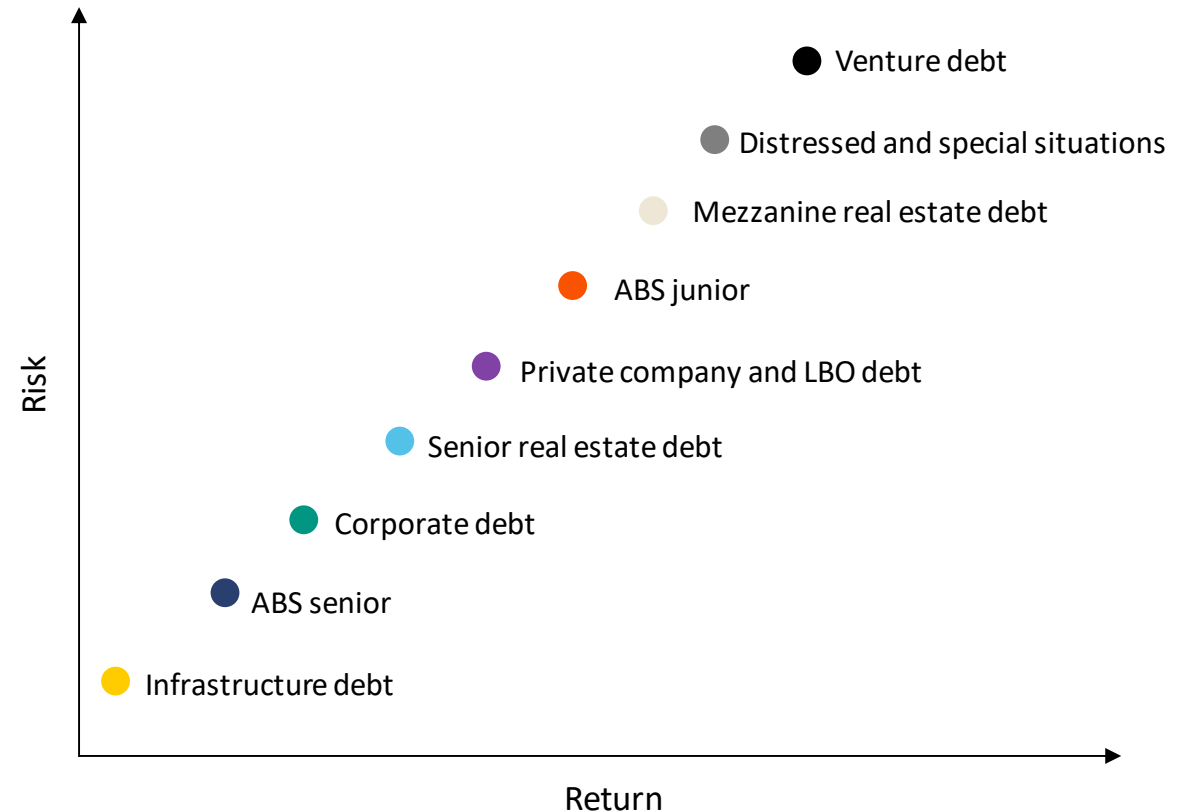 Venture debt
Distressed and special situations
Mezzanine real estate debt
ABS junior
Private company and LBO debt
Risk
Senior real estate debt
Corporate debt
ABS senior
Infrastructure debt
Return